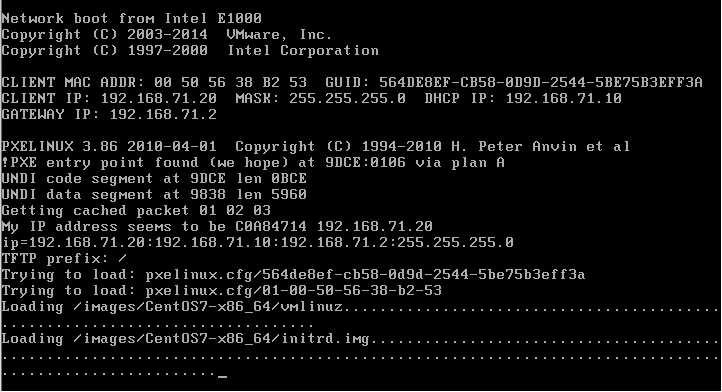 Network boot from Intel E1000
Copyright (C) 2003-2014  VMware, Inc.
Copyright (C) 1997-2000  Intel Corporation
CLIENT MAC ADDR: 00 50 56 38 B2 53  GUID: 564DE8EF-CB58-0D9D-2544-5BE75B3EFF3A
CLIENT IP: 192.168.71.20  MASK: 255.255.255.0  DHCP IP: 192.168.71.10
GATEWAY IP: 192.168.71.2
PXELINUX 3.86 2010-04-01  Copyright (C) 1994-2010 H. Peter Anvin et al
!PXE entry point found (we hope) at 9DCE:0106 via plan A
UNDI code segment at 9DCE len 0BCE
UNDI data segment at 9838 len 5960
Getting cached packet 01 02 03
My IP address seems to be C0A84714 192.168.71.20
ip=192.168.71.20:192.168.71.10:192.168.71.2:255.255.255.0
TFTP prefix: /
Trying to load: pxelinux.cfg/564de8ef-cb58-0d9d-2544-5be75b3eff3a
Trying to load: pxelinux.cfg/01-00-50-56-38-b2-53
Loading /images/CentOS7-x86_64/vmlinuz...............................................
...................................
Loading /images/CentOS7-x86_64/initrd.img............................................
................................................................................
........................_